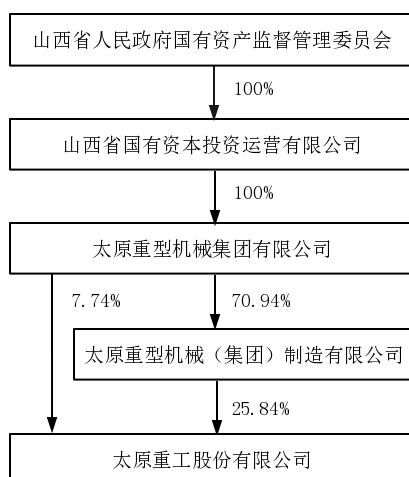 山西省人民政府国有资产监督管理委员会
100%
山西省国有资本投资运营有限公司
100%
太原重型机械集团有限公司
7.74%
70.94%
太原重型机械（集团）制造有限公司
25.84%
太原重工股份有限公司